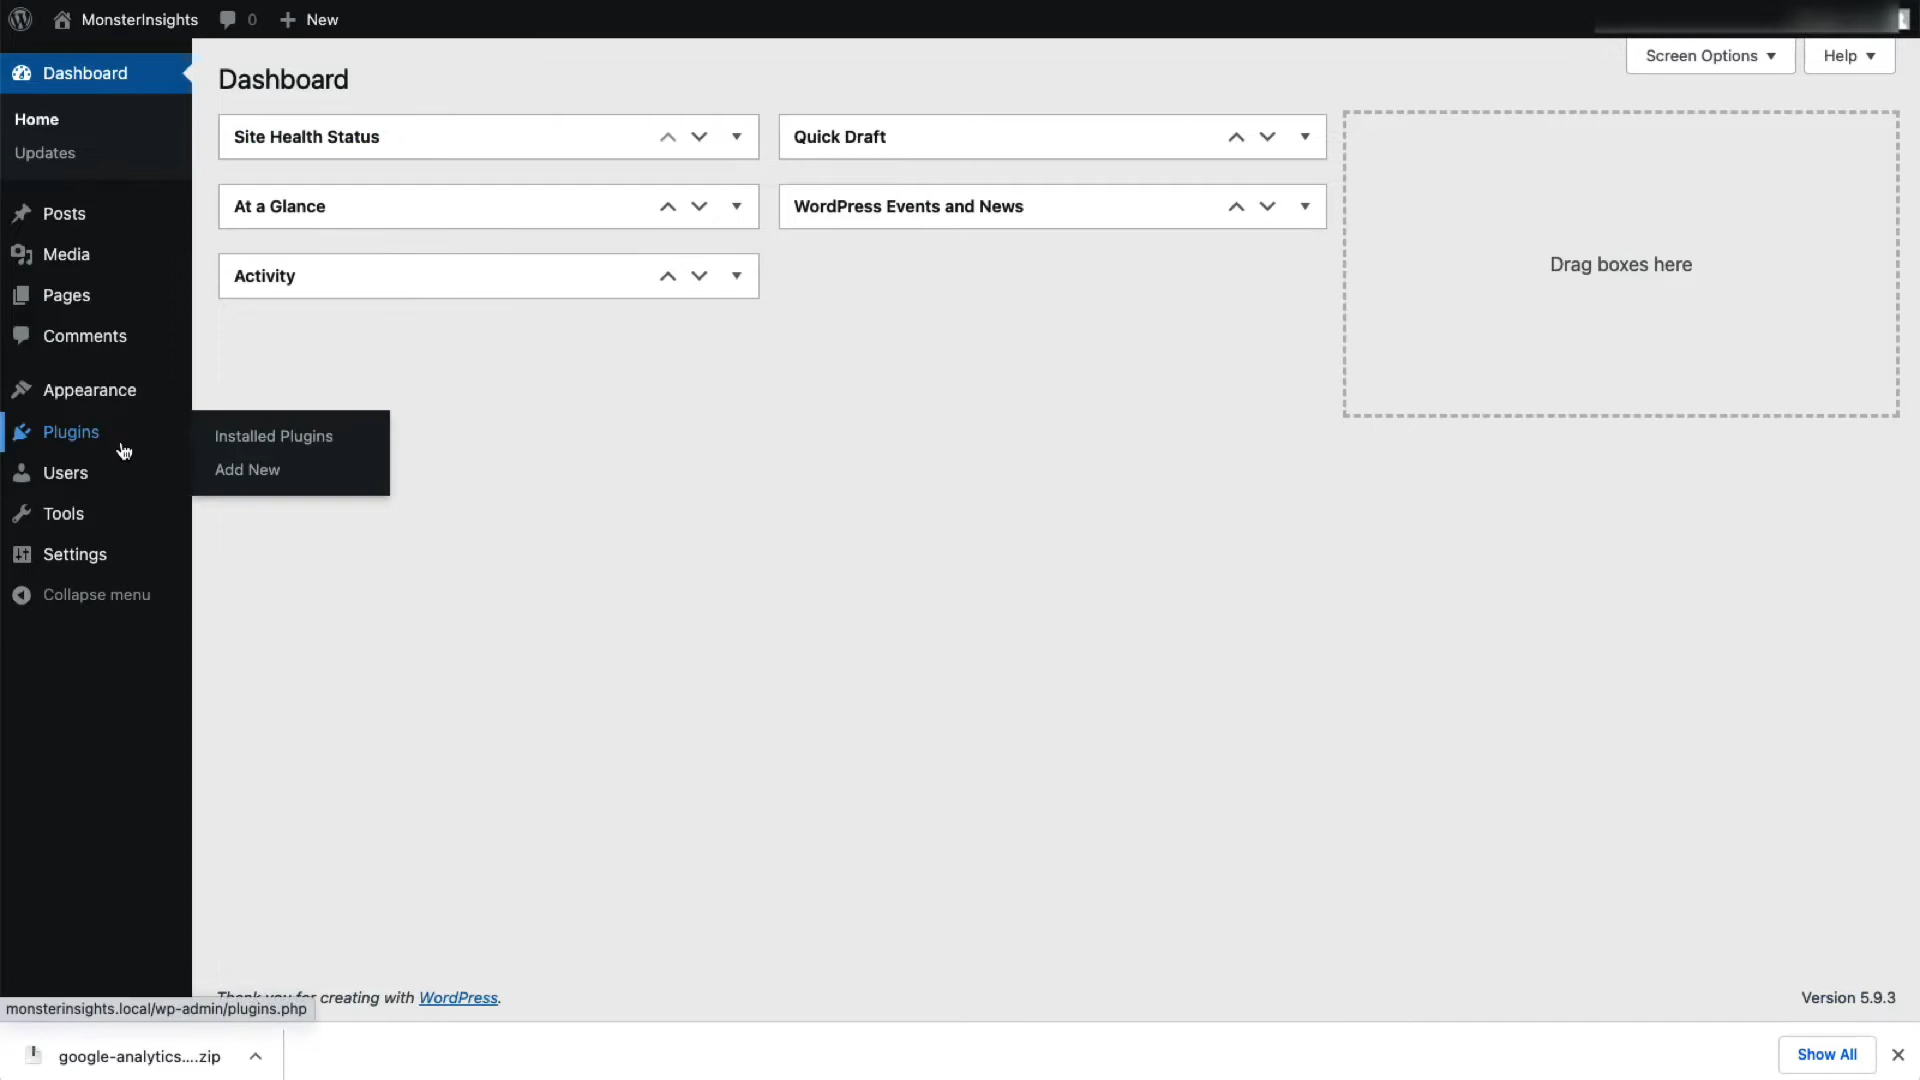 MonsterInsights 0 New
Screen Options Help
Dashboard
Home
Updates
Posts
Media
Pages
Comments
Appearance
Plugins
Users
Tools
Settings
Collapse menu
Installed Plugins
Add New
Dashboard
Site Health Status
At a Glance
Activity
Quick Draft
WordPress Events and News
Drag boxes here
Thank you for creating with WordPress.
Version 5.9.3
monsterinsights.local/wp-admin/plugins.php
google-analytics....zip
Show All